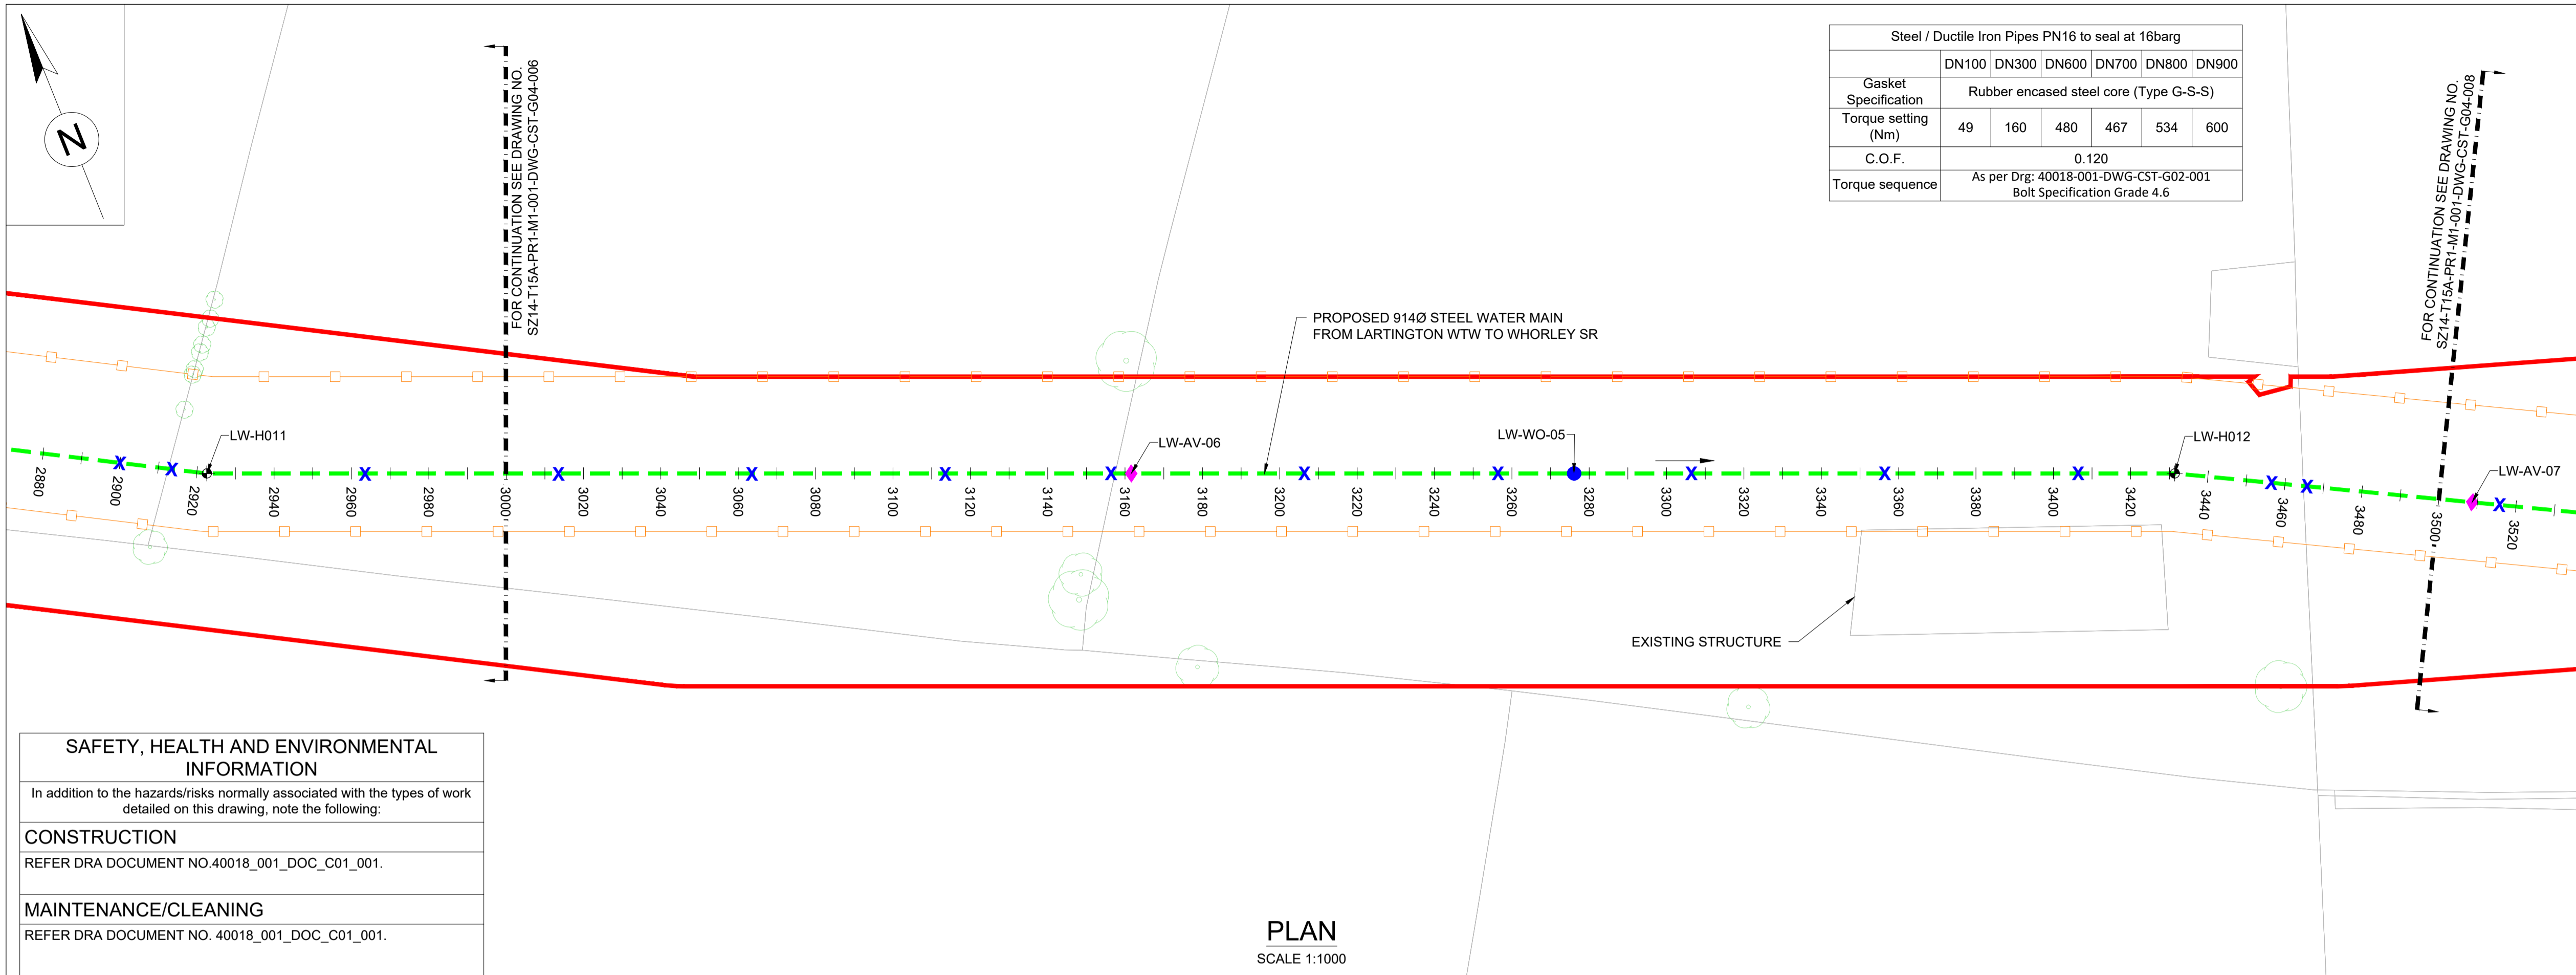 N
FOR CONTINUATION SEE DRAWING NO.
SZ14-T15A-PR1-M1-001-DWG-CST-G04-006
Steel / Ductile Iron Pipes PN16 to seal at 16barg
DN100 DN300 DN600 DN700 DN800 DN900
Gasket
Specification
Rubber encased steel core (Type G-S-S)
Torque setting
(Nm)
49 160 480 467 534 600
C.O.F.
0.120
Torque sequence
As per Drg: 40018-001-DWG-CST-G02-001
Bolt Specification Grade 4.6
FOR CONTINUATION SEE DRAWING NO.
SZ14-T15A-PR1-M1-001-DWG-CST-G04-008
PROPOSED 914Ø STEEL WATER MAIN
FROM LARTINGTON WTW TO WHORLEY SR
LW-H011
LW-AV-06
LW-WO-05
LW-H012
LW-AV-07
X X X X X X X X X X X X X X X
2880 2900 2920 2940 2960 2980 3000 3020 3040 3060 3080 3100 3120 3140 3160 3180 3200 3220 3240 3260 3280 3300 3320 3340 3360 3380 3400 3420 3440 3460 3480 3500 3520
EXISTING STRUCTURE
SAFETY, HEALTH AND ENVIRONMENTAL
INFORMATION
In addition to the hazards/risks normally associated with the types of work
detailed on this drawing, note the following:
CONSTRUCTION
REFER DRA DOCUMENT NO.40018_001_DOC_C01_001.
MAINTENANCE/CLEANING
REFER DRA DOCUMENT NO. 40018_001_DOC_C01_001.
PLAN
SCALE 1:1000